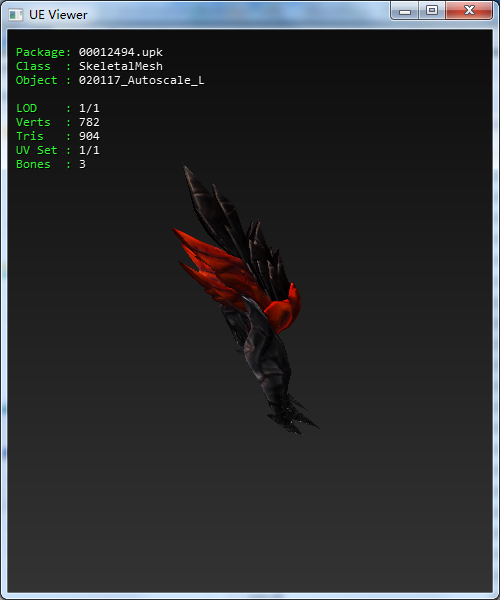 UE Viewer
Package: 00012494.upk
Class  : SkeletalMesh
Object : 020117_Autoscale_L
LOD    : 1/1
Verts  : 782
Tris   : 904
UV Set : 1/1
Bones  : 3